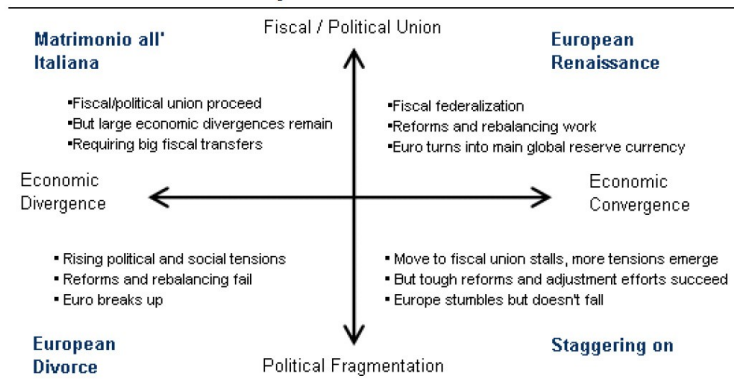 Fiscal / Political Union
Matrimonio all'
Italiana
European
Renaissance
▪Fiscal/political union proceed
▪But large economic divergences remain
▪Requiring big fiscal transfers
▪Fiscal federalization
▪Reforms and rebalancing work
▪Euro turns into main global reserve currency
Economic
Divergence
Economic
Convergence
▪ Rising political and social tensions
▪ Reforms and rebalancing fail
▪ Euro breaks up
▪ Move to fiscal union stalls, more tensions emerge
▪ But tough reforms and adjustment efforts succeed
▪ Europe stumbles but doesn't fall
European
Divorce
Political Fragmentation
Staggering on